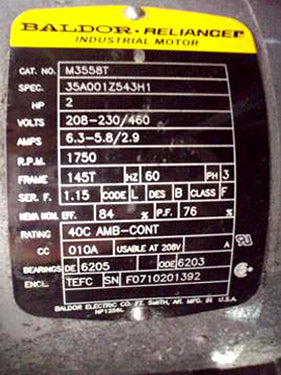 BALDOR · RELIANCER
INDUSTRIAL MOTOR
CAT. NO. M3558T
SPEC. 35A001Z543H1
HP 2
VOLTS 208-230/460
AMPS 6.3-5.8/2.9
R.P.M. 1750
FRAME 145T HZ 60 PH 3
SER. F. 1.15 CODE L DES B CLASS F
NEMA NOM. EFF. 84 % P.F. 76 %
RATING 40C AMB-CONT
CC 010A USABLE AT 208V A
BEARINGS DE 6205 ODE 6203
ENCL. TEFC SN F0710201392
BALDOR ELECTRIC CO. FT. SMITH, AR. MFG. IN U.S.A.